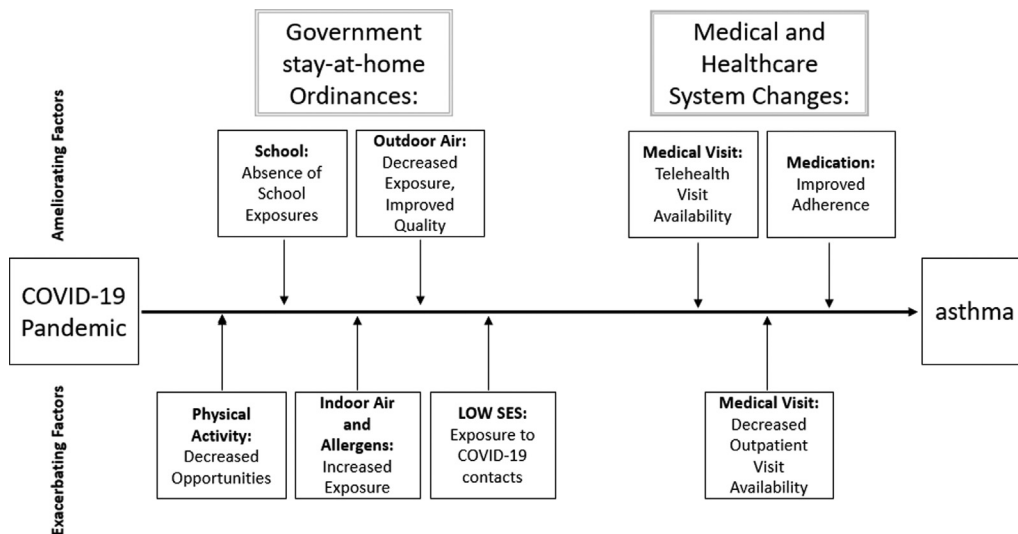 Government
stay-at-home
Ordinances:
Medical and
Healthcare
System Changes:
Ameliorating Factors
School:
Absence of
School
Exposures
Outdoor Air:
Decreased
Exposure,
Improved
Quality
Medical Visit:
Telehealth
Visit
Availability
Medication:
Improved
Adherence
COVID-19
Pandemic
asthma
Exacerbating Factors
Physical
Activity:
Decreased
Opportunities
Indoor Air
and
Allergens:
Increased
Exposure
LOW SES:
Exposure to
COVID-19
contacts
Medical Visit:
Decreased
Outpatient
Visit
Availability